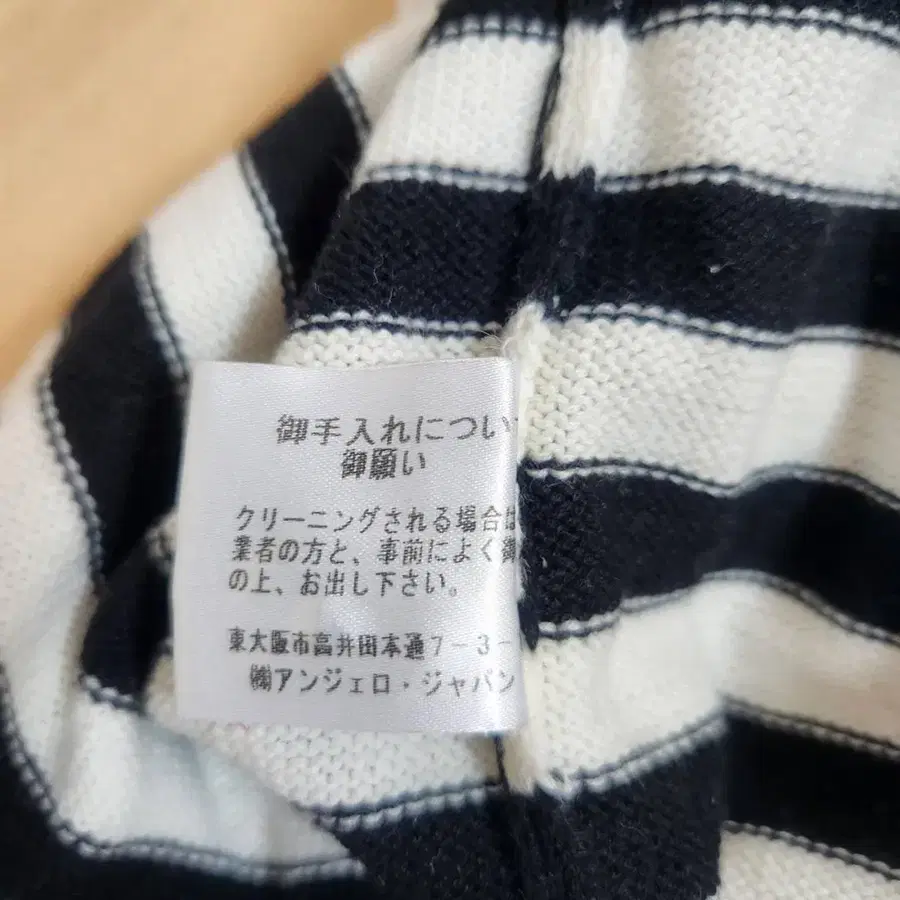 御手入れについ
御願い
クリーニングされる場合は
業者の方と、事前によく御
の上、お出し下さい。
東大阪市高井田本通7－3－
㈱アンジェロ・ジャパン